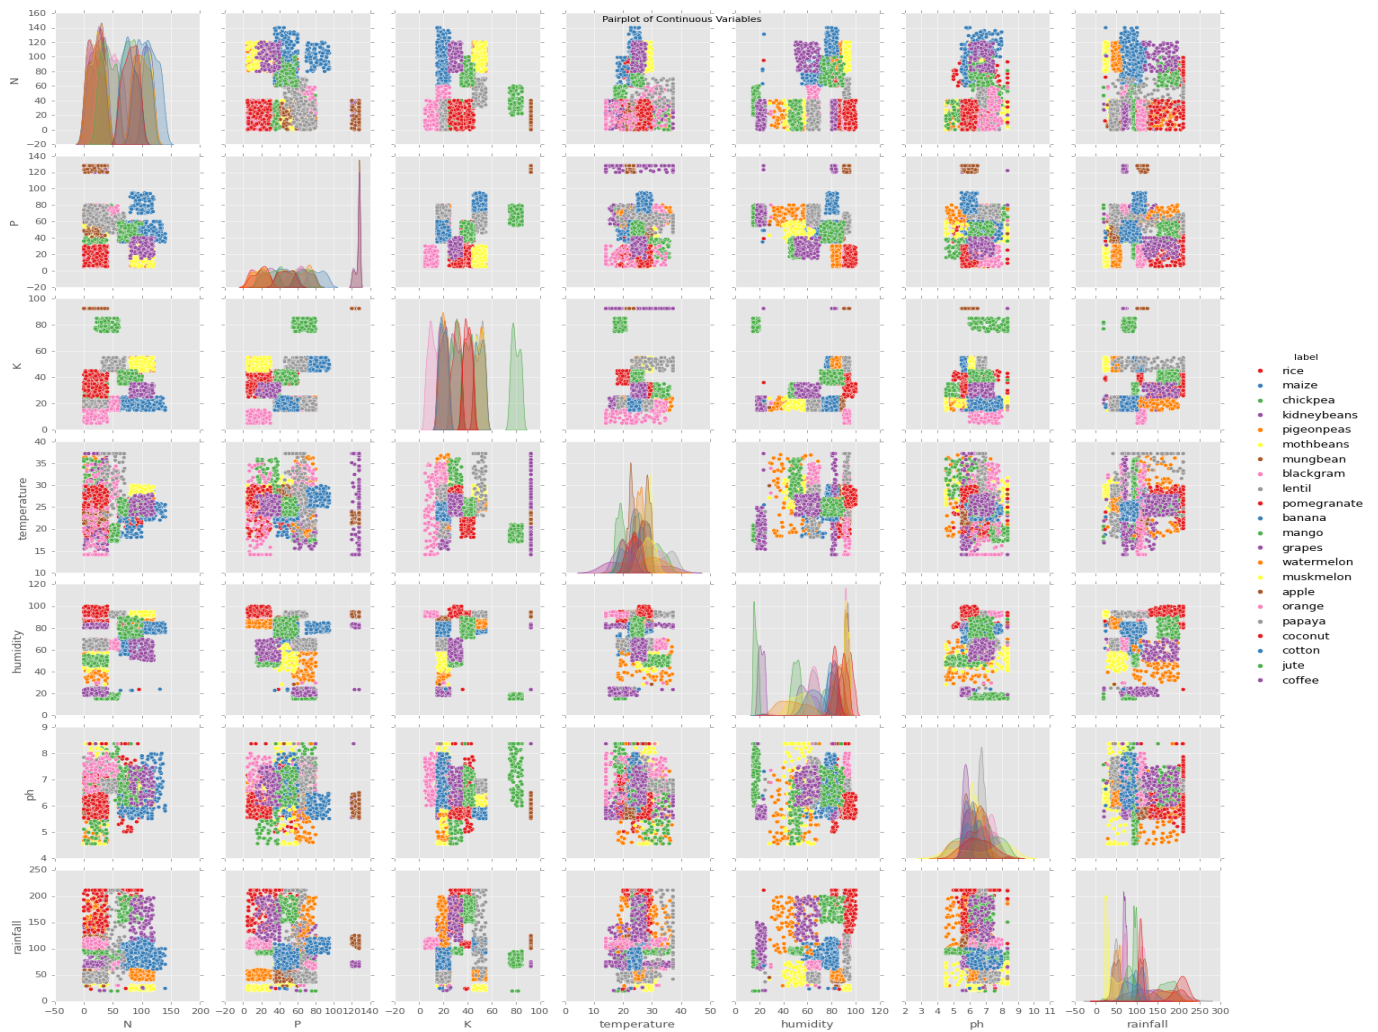 Pairplot of Continuous Variables
160
140
120
100
80
60
40
20
0
−20
N
140
120
100
80
60
40
20
0
−20
P
100
80
60
40
20
0
K
40
35
30
25
20
15
10
temperature
120
100
80
60
40
20
0
humidity
9
8
7
6
5
4
ph
250
200
150
100
50
0
rainfall
−50 0 50 100 150 200
−20 0 20 40 60 80 100 120 140
−20 0 20 40 60 80 100
0 10 20 30 40 50
0 20 40 60 80 100 120
2 3 4 5 6 7 8 9 10 11
−50 0 50 100 150 200 250 300
N
P
K
temperature
humidity
ph
rainfall
label
rice
maize
chickpea
kidneybeans
pigeonpeas
mothbeans
mungbean
blackgram
lentil
pomegranate
banana
mango
grapes
watermelon
muskmelon
apple
orange
papaya
coconut
cotton
jute
coffee